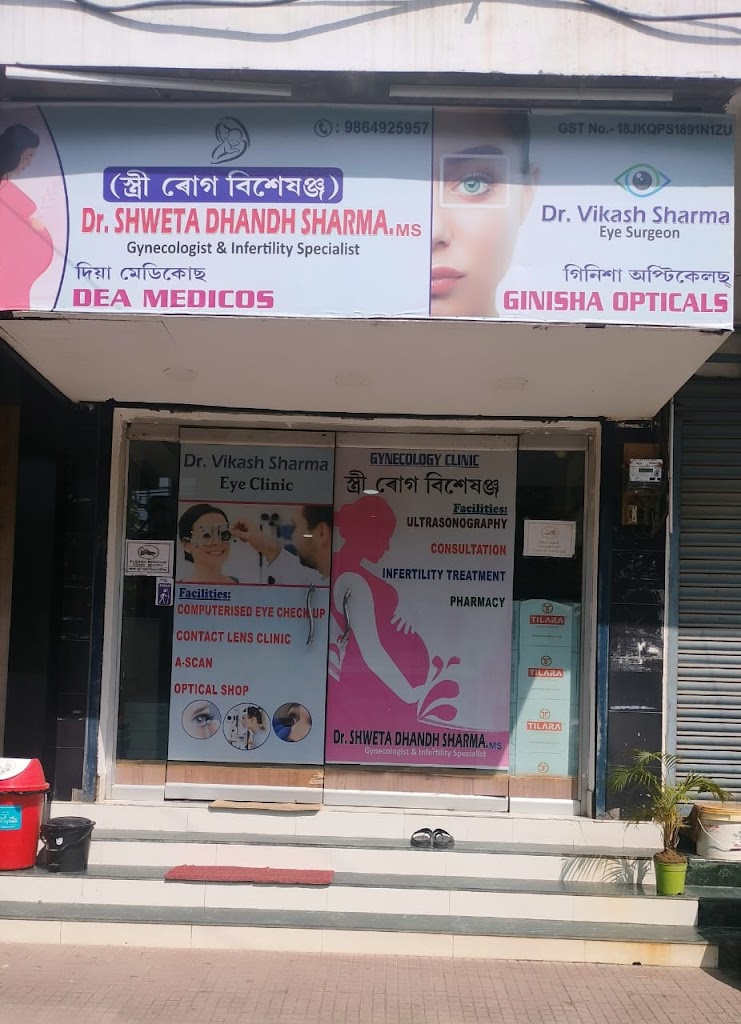 ✆ : 9864925957
(স্ত্ৰী ৰোগ বিশেষজ্ঞ)
Dr. SHWETA DHANDH SHARMA.MS
Gynecologist & Infertility Specialist
দিয়া মেডিকোছ
DEA MEDICOS
GST No.- 18JKQPS1891N1ZU
Dr. Vikash Sharma
Eye Surgeon
গিনিশা অপ্টিকেলছ্
GINISHA OPTICALS
Dr. Vikash Sharma
Eye Clinic
Facilities:
COMPUTERISED EYE CHECK UP
CONTACT LENS CLINIC
A-SCAN
OPTICAL SHOP
GYNECOLOGY CLINIC
স্ত্ৰী ৰোগ বিশেষজ্ঞ
Facilities:
ULTRASONOGRAPHY
CONSULTATION
INFERTILITY TREATMENT
PHARMACY
Dr. SHWETA DHANDH SHARMA.MS
Gynecologist & Infertility Specialist
TILARA
TILARA
TILARA